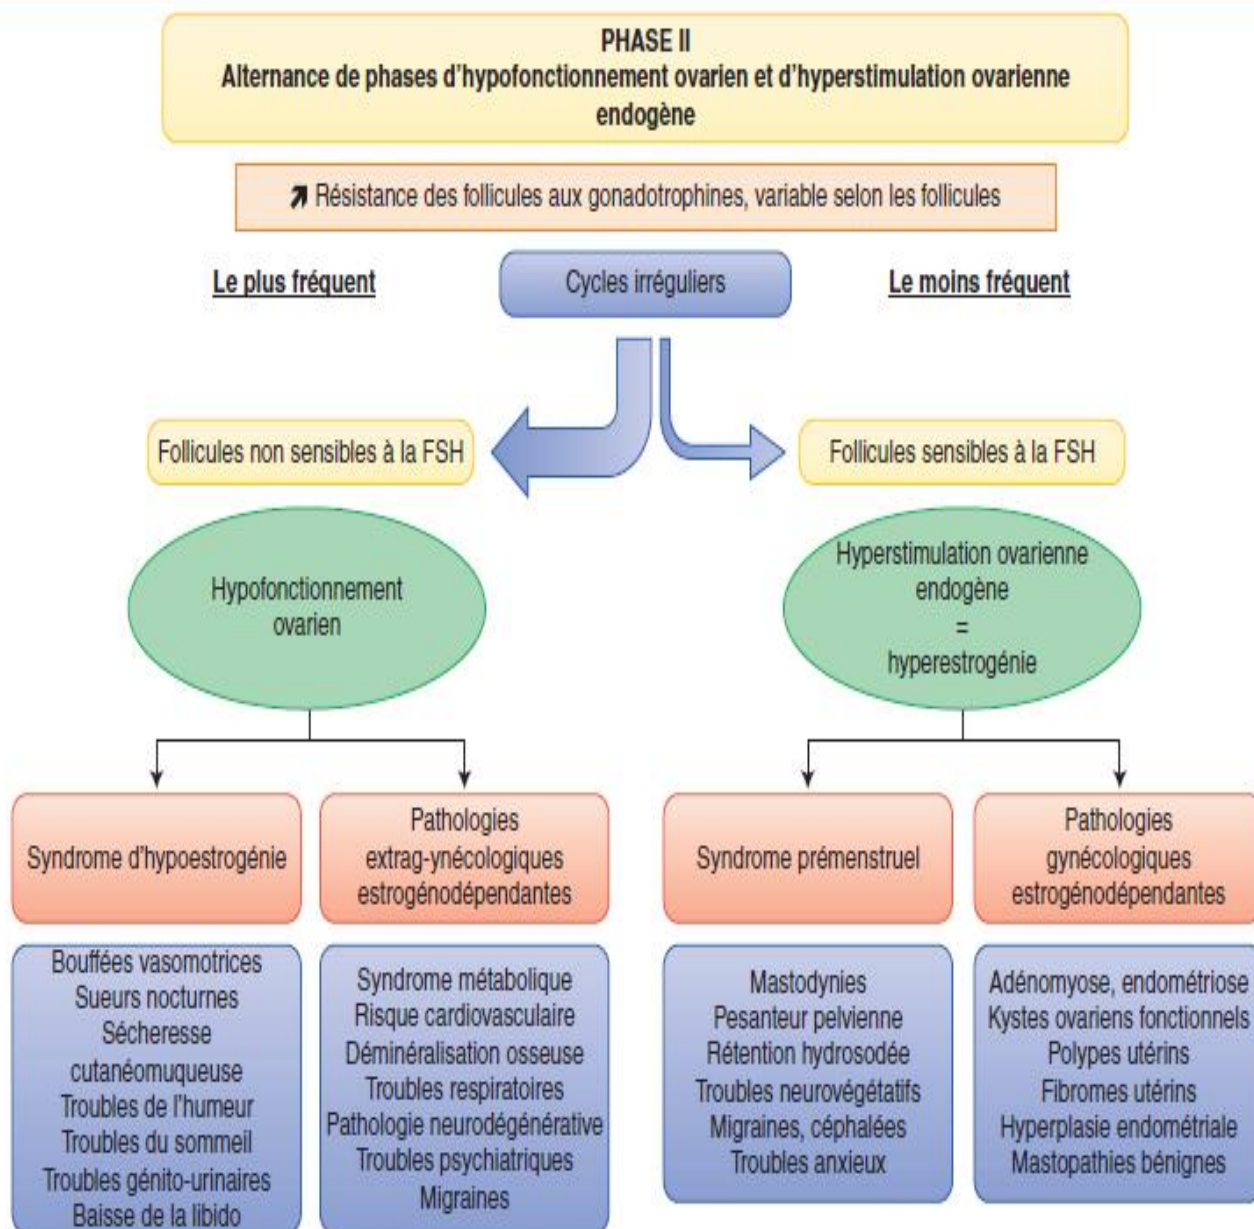 PHASE II
Alternance de phases d'hypofonctionnement ovarien et d'hyperstimulation ovarienne
endogène
↗ Résistance des follicules aux gonadotrophines, variable selon les follicules
Le plus fréquent
Cycles irréguliers
Le moins fréquent
Follicules non sensibles à la FSH
Follicules sensibles à la FSH
Hypofonctionnement
ovarien
Hyperstimulation ovarienne
endogène
=
hyperestrogénie
Syndrome d'hypoestrogénie
Pathologies
extrag-ynécologiques
estrogénodépendantes
Syndrome prémenstruel
Pathologies
gynécologiques
estrogénodépendantes
Bouffées vasomotrices
Sueurs nocturnes
Sécheresse
cutanéomuqueuse
Troubles de l'humeur
Troubles du sommeil
Troubles génito-urinaires
Baisse de la libido
Syndrome métabolique
Risque cardiovasculaire
Déminéralisation osseuse
Troubles respiratoires
Pathologie neurodégénérative
Troubles psychiatriques
Migraines
Mastodynies
Pesanteur pelvienne
Rétention hydrosodée
Troubles neurovégétatifs
Migraines, céphalées
Troubles anxieux
Adénomyose, endométriose
Kystes ovariens fonctionnels
Polypes utérins
Fibromes utérins
Hyperplasie endométriale
Mastopathies bénignes